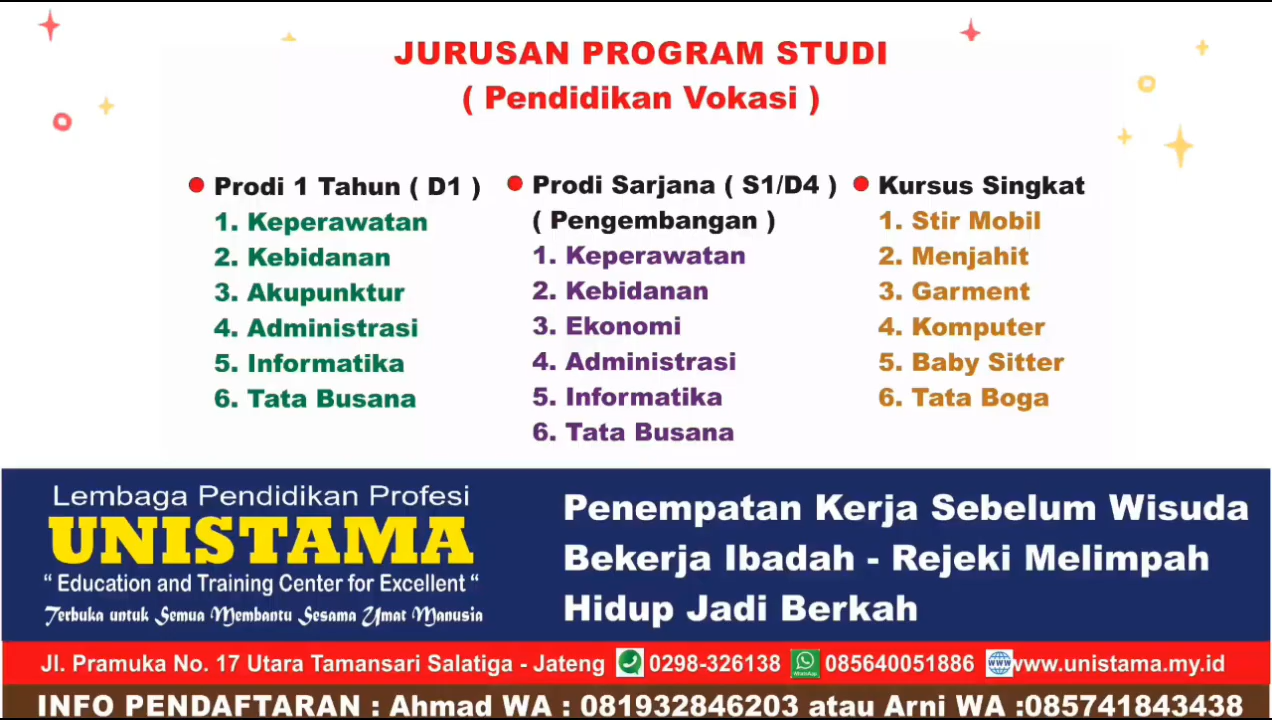 JURUSAN PROGRAM STUDI
( Pendidikan Vokasi )
Prodi 1 Tahun ( D1 )
1. Keperawatan
2. Kebidanan
3. Akupunktur
4. Administrasi
5. Informatika
6. Tata Busana
Prodi Sarjana ( S1/D4 )
( Pengembangan )
1. Keperawatan
2. Kebidanan
3. Ekonomi
4. Administrasi
5. Informatika
6. Tata Busana
Kursus Singkat
1. Stir Mobil
2. Menjahit
3. Garment
4. Komputer
5. Baby Sitter
6. Tata Boga
Lembaga Pendidikan Profesi
UNISTAMA
“ Education and Training Center for Excellent “
Terbuka untuk Semua Membantu Sesama Umat Manusia
Penempatan Kerja Sebelum Wisuda
Bekerja Ibadah - Rejeki Melimpah
Hidup Jadi Berkah
Jl. Pramuka No. 17 Utara Tamansari Salatiga - Jateng 0298-326138 WhatsApp 085640051886 www www.unistama.my.id
INFO PENDAFTARAN : Ahmad WA : 081932846203 atau Arni WA :085741843438